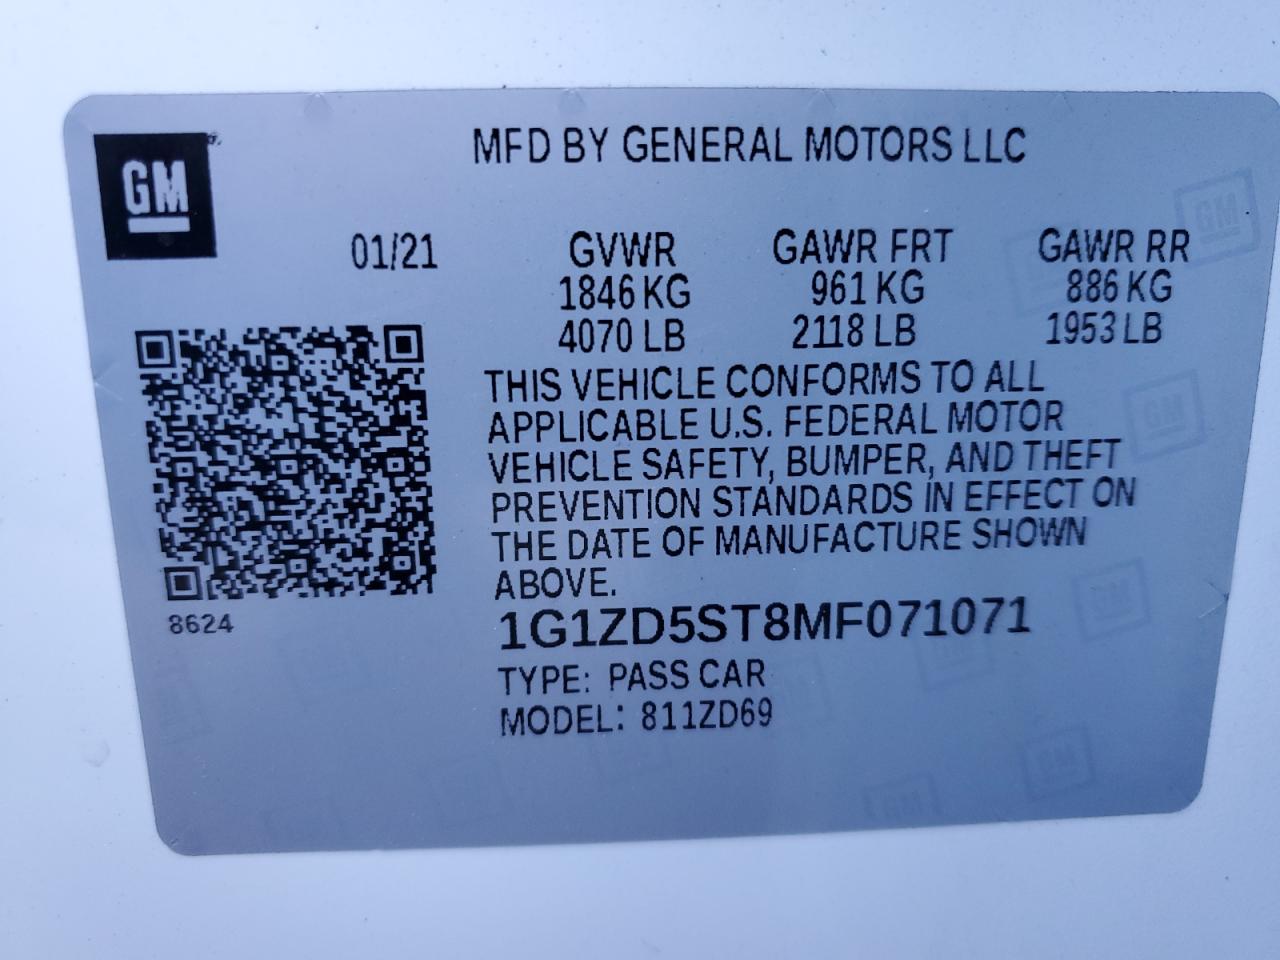 MFD BY GENERAL MOTORS LLC
GM
01/21
GVWR GAWR FRT GAWR RR
1846 KG 961 KG 886 KG
4070 LB 2118 LB 1953 LB
THIS VEHICLE CONFORMS TO ALL
APPLICABLE U.S. FEDERAL MOTOR
VEHICLE SAFETY, BUMPER, AND THEFT
PREVENTION STANDARDS IN EFFECT ON
THE DATE OF MANUFACTURE SHOWN
ABOVE.
8624
1G1ZD5ST8MF071071
TYPE: PASS CAR
MODEL: 811ZD69